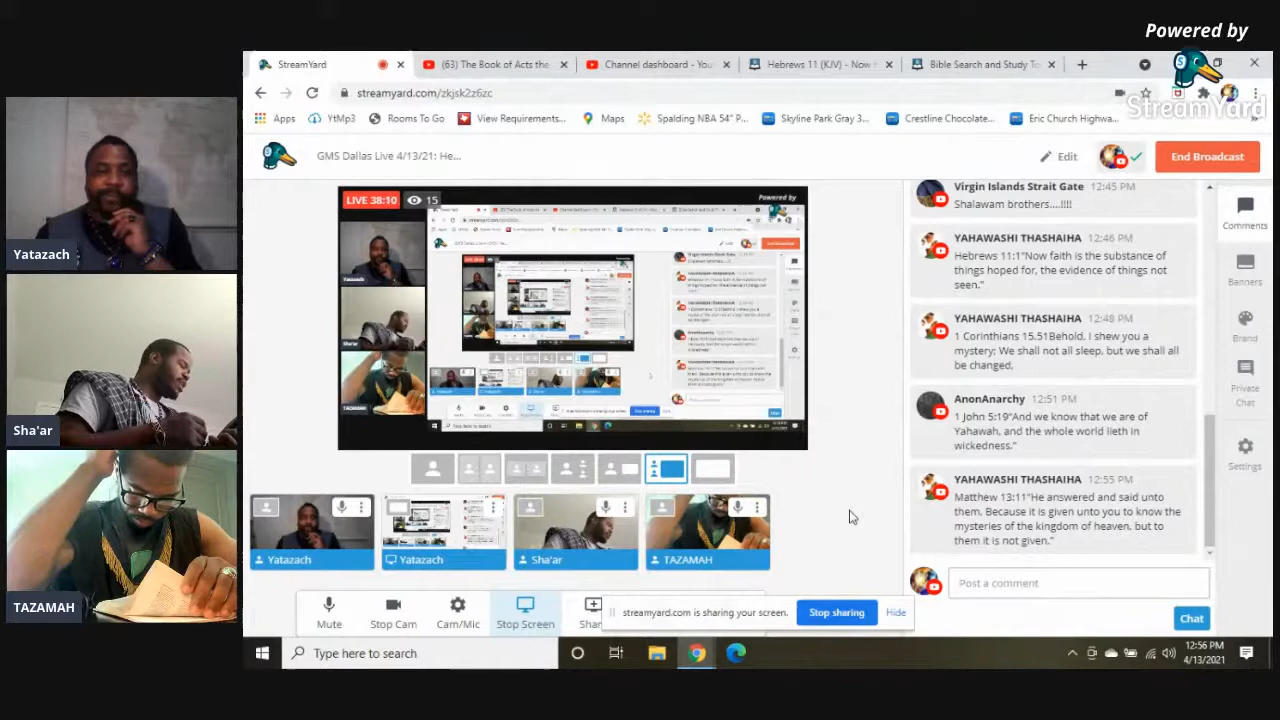 Powered by
StreamYard
StreamYard
(63) The Book of Acts the
Channel dashboard - You
Hebrews 11 (KJV) - Now
Bible Search and Study To
streamyard.com/zkjsk2z6zc
Apps
YtMp3
Rooms To Go
View Requirements...
Maps
Spalding NBA 54" P...
Skyline Park Gray 3...
Crestline Chocolate...
Eric Church Highwa...
GMS Dallas Live 4/13/21: He...
Edit
End Broadcast
LIVE 38:10
15
Powered by
Yatazach
Sha'ar
TAZAMAH
Virgin Islands Strait Gate 12:45 PM
Shalawam brothers....!!!!
YAHAWASHI THASHAIHA 12:46 PM
Hebrews 11:1"Now faith is the substance of
things hoped for, the evidence of things not
seen."
YAHAWASHI THASHAIHA 12:48 PM
1 Corinthians 15:51Behold, I shew you a
mystery; We shall not all sleep, but we shall all
be changed,
AnonAnarchy 12:51 PM
1 John 5:19"And we know that we are of
Yahawah, and the whole world lieth in
wickedness."
YAHAWASHI THASHAIHA 12:55 PM
Matthew 13:11"He answered and said unto
them, Because it is given unto you to know the
mysteries of the kingdom of heaven, but to
them it is not given."
Post a comment
Chat
Comments
Banners
Brand
Private
Chat
Settings
Yatazach
Yatazach
Sha'ar
TAZAMAH
Mute
Stop Cam
Cam/Mic
Stop Screen
Shar
streamyard.com is sharing your screen.
Stop sharing
Hide
Type here to search
12:56 PM
4/13/2021
Yatazach
Sha'ar
TAZAMAH